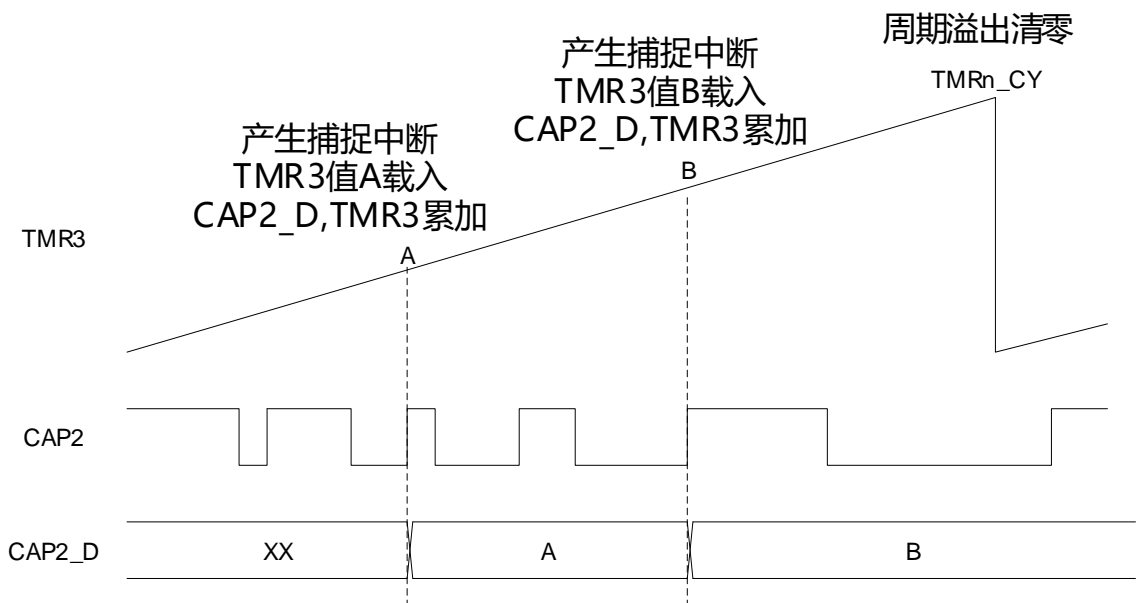 周期溢出清零
TMRn_CY
产生捕捉中断
TMR3值B载入
CAP2_D,TMR3累加
B
产生捕捉中断
TMR3值A载入
CAP2_D,TMR3累加
A
TMR3
CAP2
CAP2_D
XX
A
B